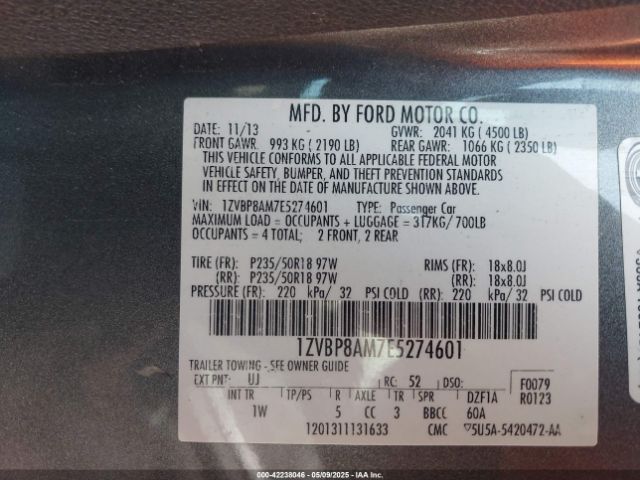 MFD. BY FORD MOTOR CO.
DATE: 11/13 GVWR: 2041 KG ( 4500 LB)
FRONT GAWR: 993 KG ( 2190 LB) REAR GAWR: 1066 KG ( 2350 LB)
THIS VEHICLE CONFORMS TO ALL APPLICABLE FEDERAL MOTOR
VEHICLE SAFETY, BUMPER, AND THEFT PREVENTION STANDARDS
IN EFFECT ON THE DATE OF MANUFACTURE SHOWN ABOVE.
VIN: 1ZVBP8AM7E5274601 TYPE: Passenger Car
MAXIMUM LOAD = OCCUPANTS + LUGGAGE = 317KG/ 700LB
OCCUPANTS = 4 TOTAL; 2 FRONT, 2 REAR
TIRE (FR): P235/50R18 97W RIMS (FR): 18x8.0J
(RR): P235/50R18 97W (RR): 18x8.0J
PRESSURE (FR): 220 kPa/ 32 PSI COLD (RR): 220 kPa/ 32 PSI COLD
1ZVBP8AM7E5274601
TRAILER TOWING - SEE OWNER GUIDE
EXT PNT: UJ RC: 52 DSO: F0079
INT TR TP/PS R AXLE TR SPR DZF1A R0123
1W 5 CC 3 BBCC 60A
1201311131633 CMC ▽5U5A-5420472-AA
000-42238046 - 05/09/2025 - IAAI.com